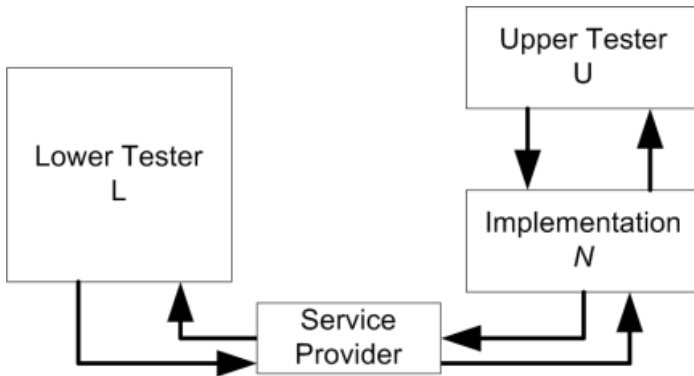 Upper Tester
U
Lower Tester
L
Implementation
N
Service
Provider